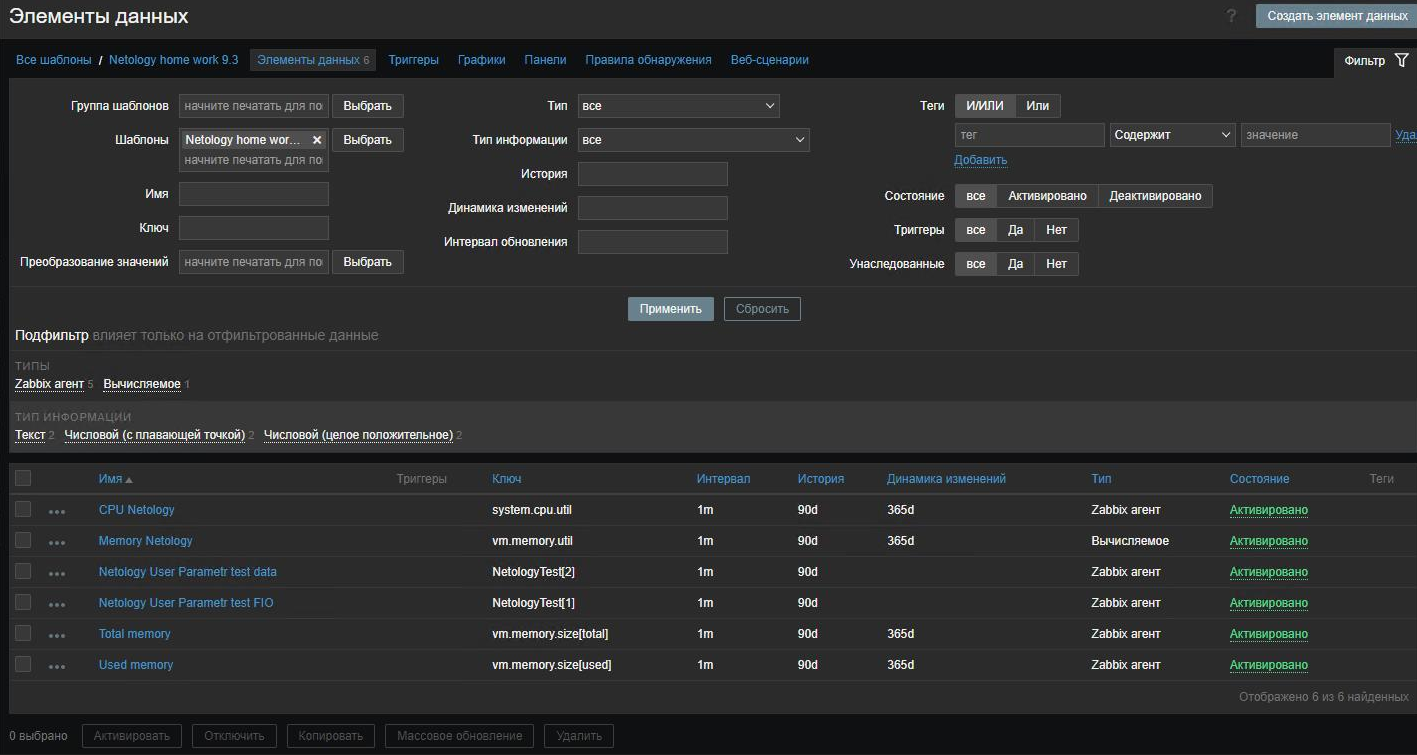 Элементы данных
? Создать элемент данных
Все шаблоны / Netology home work 9.3 Элементы данных 6 Триггеры Графики Панели Правила обнаружения Веб-сценарии
Фильтр
Группа шаблонов начните печатать для по Выбрать Тип все Теги И/ИЛИ Или
тег Содержит значение Уда
Шаблоны Netology home wor... × Выбрать Тип информации все
начните печатать для по
Добавить
История
Имя
Состояние все Активировано Деактивировано
Динамика изменений
Ключ
Триггеры все Да Нет
Интервал обновления
Преобразование значений начните печатать для по Выбрать
Унаследованные все Да Нет
Применить Сбросить
Подфильтр влияет только на отфильтрованные данные
ТИПЫ
Zabbix агент 5 Вычисляемое 1
ТИП ИНФОРМАЦИИ
Текст 2 Числовой (с плавающей точкой) 2 Числовой (целое положительное) 2
Имя Триггеры Ключ Интервал История Динамика изменений Тип Состояние Теги
CPU Netology system.cpu.util 1m 90d 365d Zabbix агент Активировано
Memory Netology vm.memory.util 1m 90d 365d Вычисляемое Активировано
Netology User Parametr test data NetologyTest[2] 1m 90d Zabbix агент Активировано
Netology User Parametr test FIO NetologyTest[1] 1m 90d Zabbix агент Активировано
Total memory vm.memory.size[total] 1m 90d 365d Zabbix агент Активировано
Used memory vm.memory.size[used] 1m 90d 365d Zabbix агент Активировано
Отображено 6 из 6 найденных
0 выбрано Активировать Отключить Копировать Массовое обновление Удалить